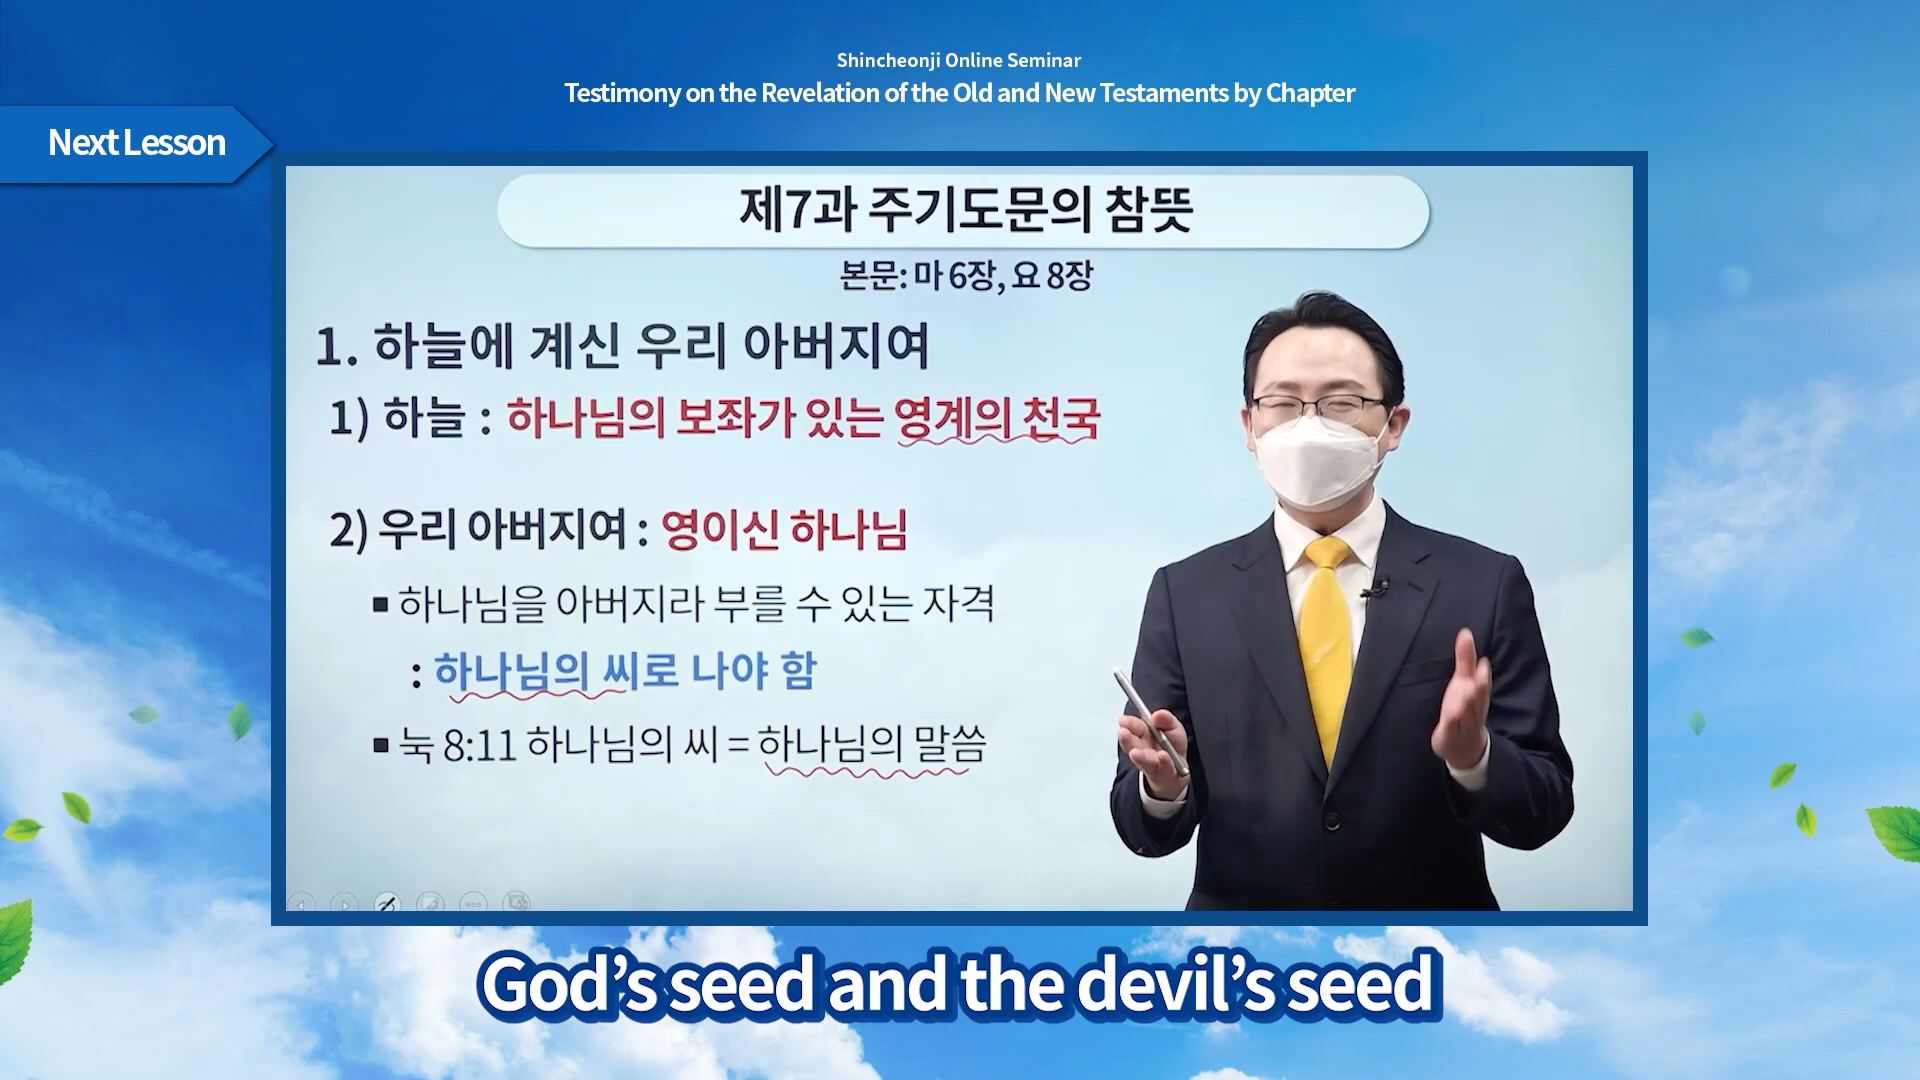 Shincheonji Online Seminar
Testimony on the Revelation of the Old and New Testaments by Chapter
Next Lesson
제7과 주기도문의 참뜻
본문: 마 6장, 요 8장
1. 하늘에 계신 우리 아버지여
1) 하늘 : 하나님의 보좌가 있는 영계의 천국
2) 우리 아버지여 : 영이신 하나님
▪ 하나님을 아버지라 부를 수 있는 자격
: 하나님의 씨로 나야 함
▪ 눅 8:11 하나님의 씨 = 하나님의 말씀
God’s seed and the devil’s seed